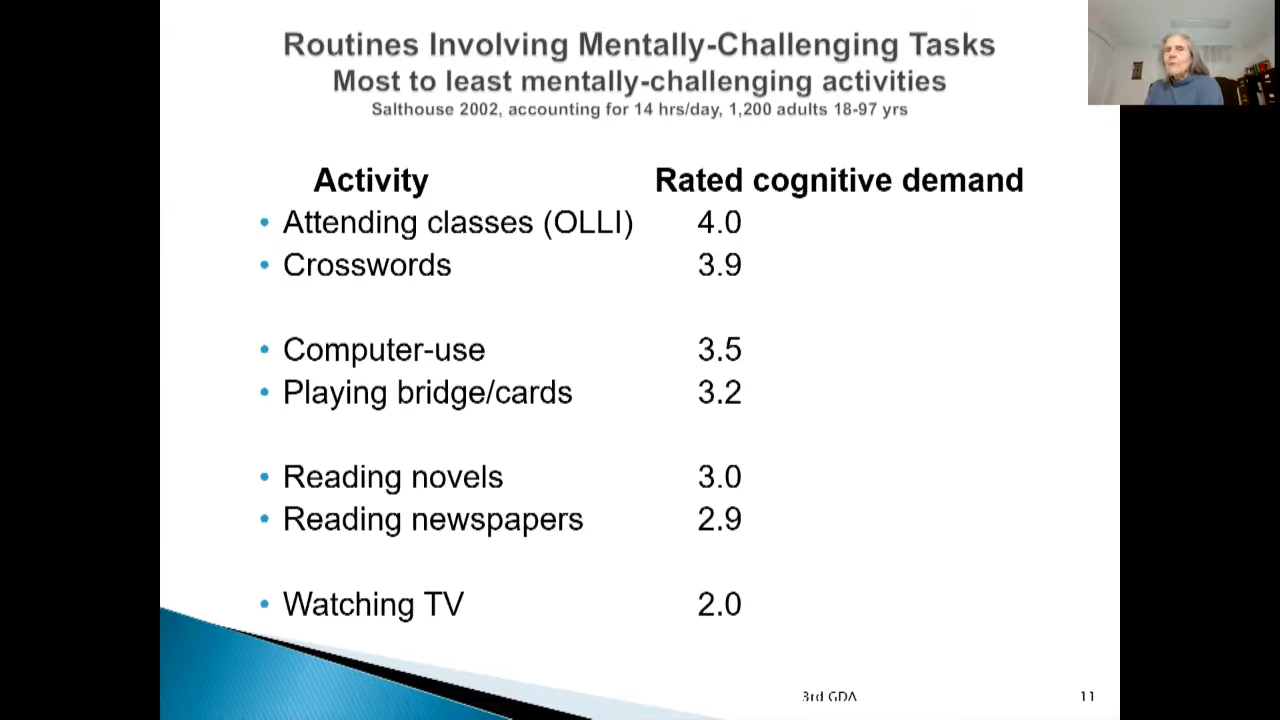 Routines Involving Mentally-Challenging Tasks
Most to least mentally-challenging activities
Salthouse 2002, accounting for 14 hrs/day, 1,200 adults 18-97 yrs
Activity Rated cognitive demand
• Attending classes (OLLI) 4.0
• Crosswords 3.9
• Computer-use 3.5
• Playing bridge/cards 3.2
• Reading novels 3.0
• Reading newspapers 2.9
• Watching TV 2.0
3rd GDA 11